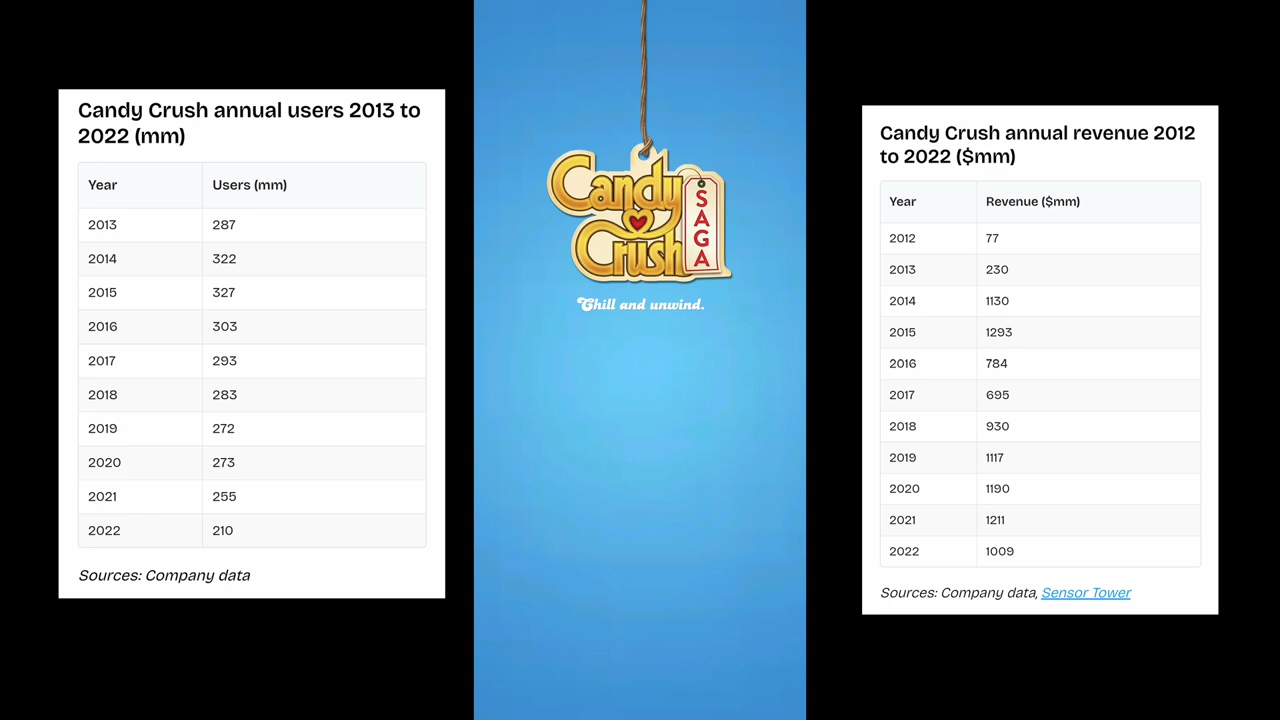 Candy Crush annual users 2013 to
2022 (mm)
Year Users (mm)
2013 287
2014 322
2015 327
2016 303
2017 293
2018 283
2019 272
2020 273
2021 255
2022 210
Sources: Company data
Candy
Crush
SAGA
Chill and unwind.
Candy Crush annual revenue 2012
to 2022 ($mm)
Year Revenue ($mm)
2012 77
2013 230
2014 1130
2015 1293
2016 784
2017 695
2018 930
2019 1117
2020 1190
2021 1211
2022 1009
Sources: Company data, Sensor Tower